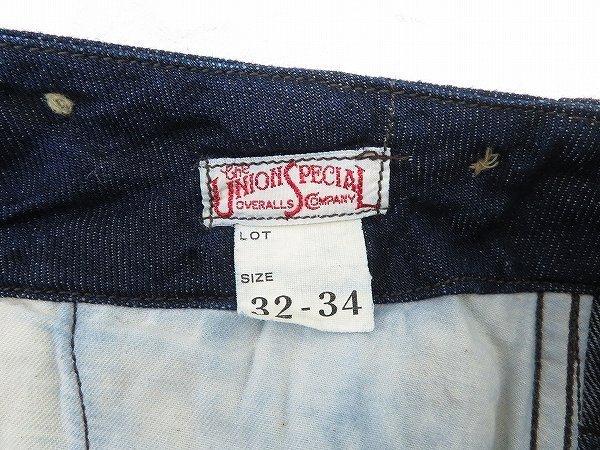 The
UNION SPECIAL
OVERALLS COMPANY
LOT
SIZE
32-34